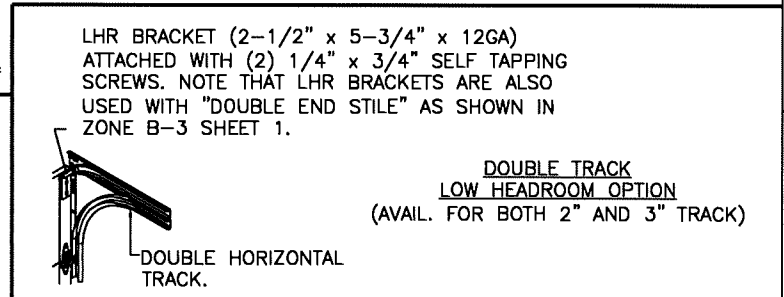 LHR BRACKET (2-1/2" x 5-3/4" x 12GA)
ATTACHED WITH (2) 1/4" x 3/4" SELF TAPPING
SCREWS. NOTE THAT LHR BRACKETS ARE ALSO
USED WITH "DOUBLE END STILE" AS SHOWN IN
ZONE B-3 SHEET 1.
DOUBLE TRACK
LOW HEADROOM OPTION
(AVAIL. FOR BOTH 2" AND 3" TRACK)
DOUBLE HORIZONTAL
TRACK.